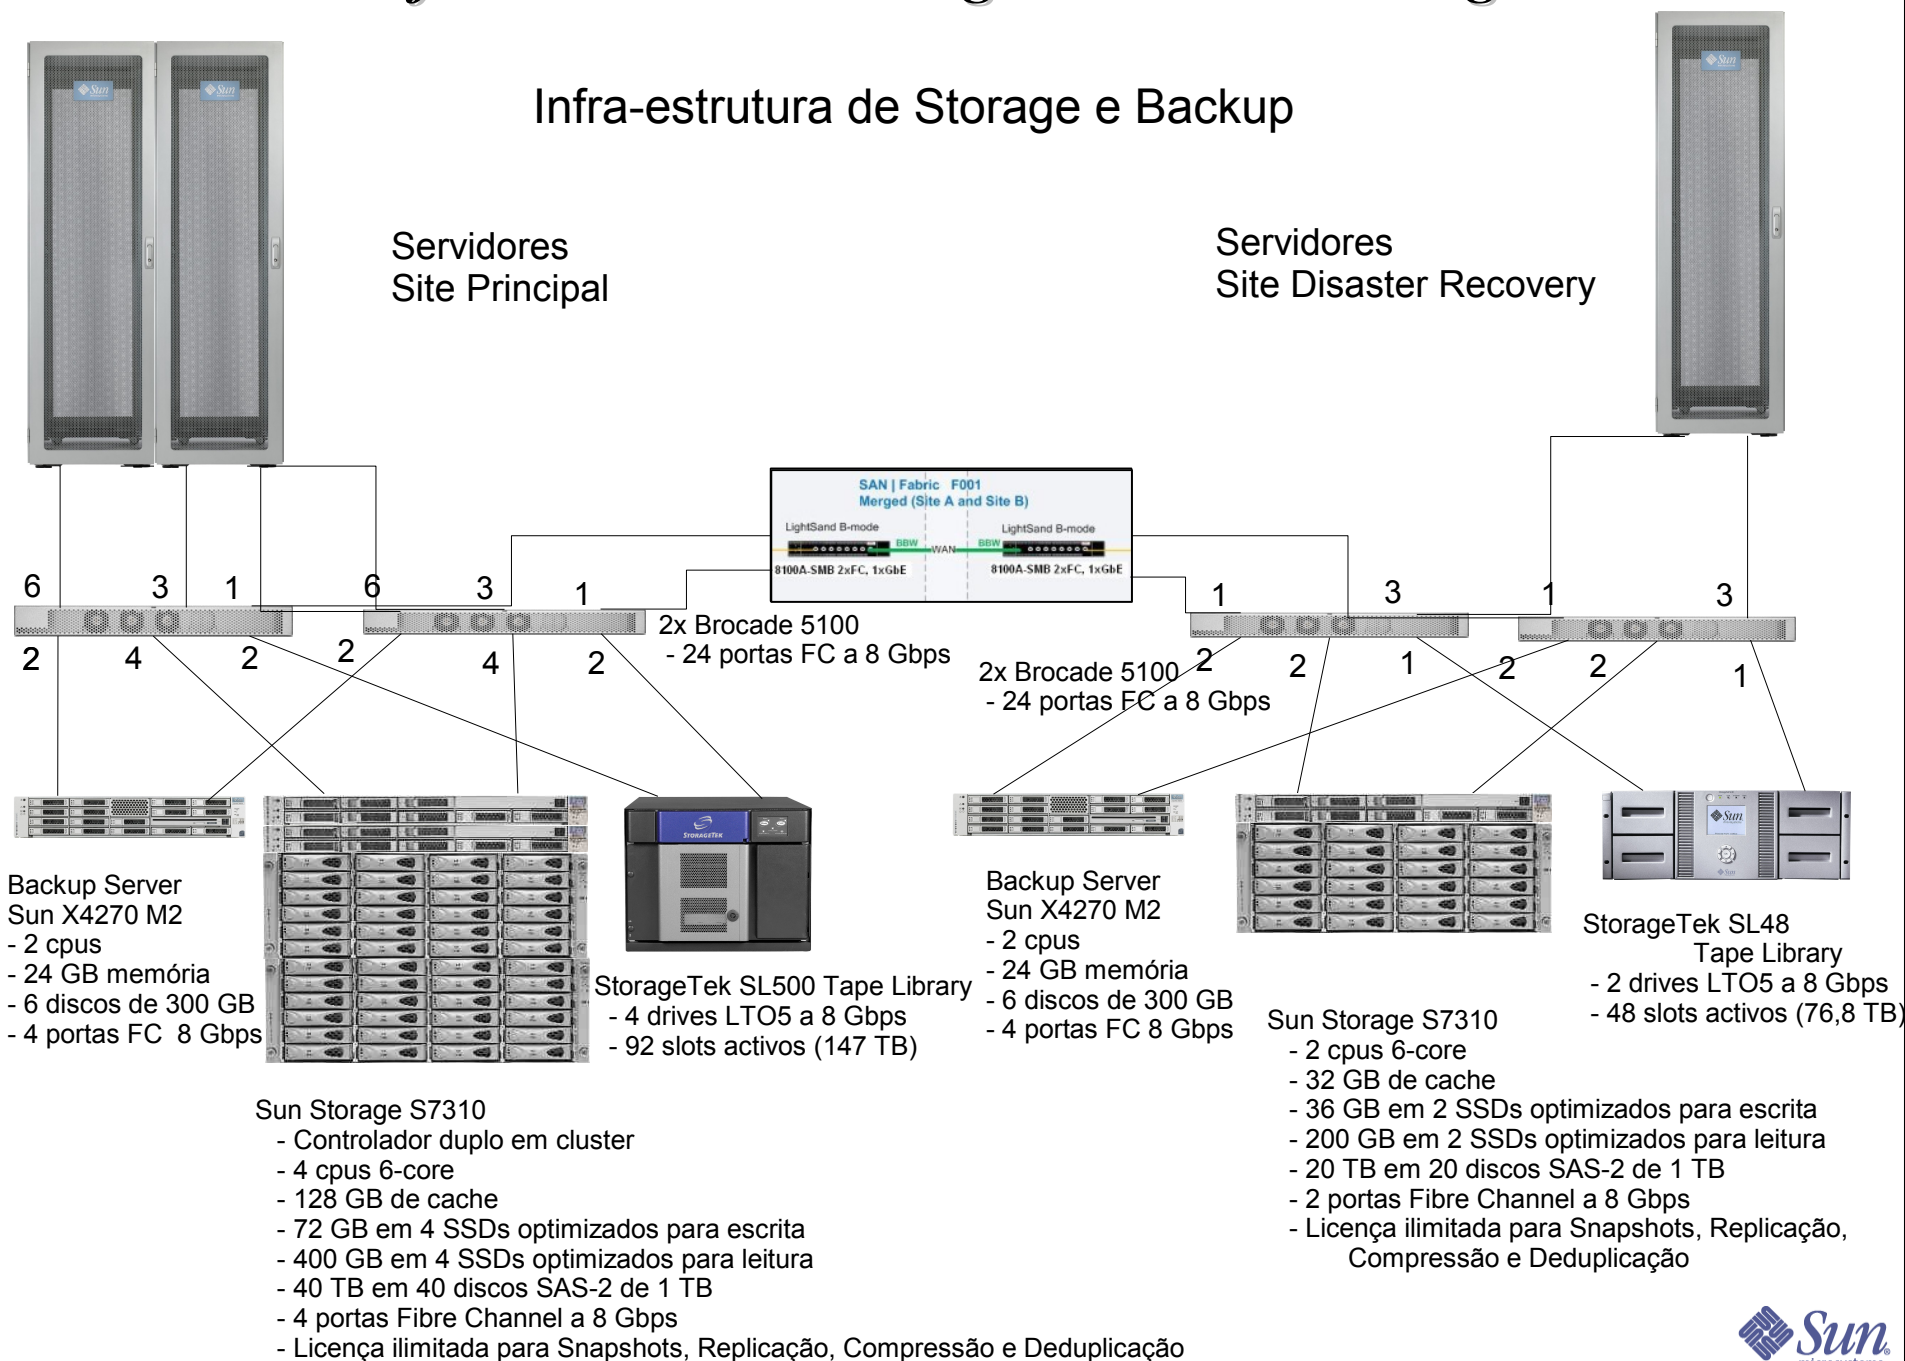 Sun
Sun
Sun
Infra-estrutura de Storage e Backup
Servidores
Site Principal
Servidores
Site Disaster Recovery
SAN | Fabric F001
Merged (Site A and Site B)
LightSand B-mode
LightSand B-mode
BBW
WAN
BBW
8100A-SMB 2xFC, 1xGbE
8100A-SMB 2xFC, 1xGbE
6 3 1 6 3 1
1 3 1 3
2 4 2 2 4 2
2 2 1 2 2 1
2x Brocade 5100
- 24 portas FC a 8 Gbps
2x Brocade 5100
- 24 portas FC a 8 Gbps
STORAGETEK
Sun
Sun
Backup Server
Sun X4270 M2
- 2 cpus
- 24 GB memória
- 6 discos de 300 GB
- 4 portas FC 8 Gbps
Sun Storage S7310
- Controlador duplo em cluster
- 4 cpus 6-core
- 128 GB de cache
- 72 GB em 4 SSDs optimizados para escrita
- 400 GB em 4 SSDs optimizados para leitura
- 40 TB em 40 discos SAS-2 de 1 TB
- 4 portas Fibre Channel a 8 Gbps
- Licença ilimitada para Snapshots, Replicação, Compressão e Deduplicação
StorageTek SL500 Tape Library
- 4 drives LTO5 a 8 Gbps
- 92 slots activos (147 TB)
Backup Server
Sun X4270 M2
- 2 cpus
- 24 GB memória
- 6 discos de 300 GB
- 4 portas FC 8 Gbps
Sun Storage S7310
- 2 cpus 6-core
- 32 GB de cache
- 36 GB em 2 SSDs optimizados para escrita
- 200 GB em 2 SSDs optimizados para leitura
- 20 TB em 20 discos SAS-2 de 1 TB
- 2 portas Fibre Channel a 8 Gbps
- Licença ilimitada para Snapshots, Replicação,
Compressão e Deduplicação
StorageTek SL48
Tape Library
- 2 drives LTO5 a 8 Gbps
- 48 slots activos (76,8 TB)
Sun